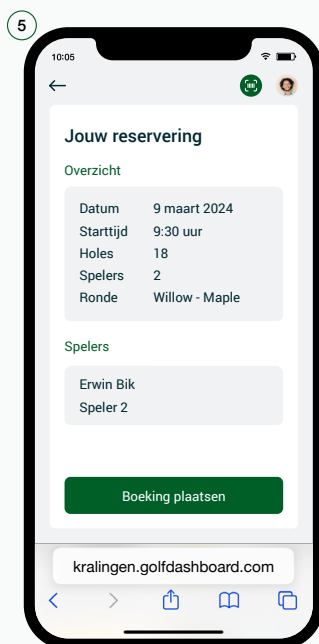 5
10:05
Jouw reservering
Overzicht
Datum 9 maart 2024
Starttijd 9:30 uur
Holes 18
Spelers 2
Ronde Willow - Maple
Spelers
Erwin Bik
Speler 2
Boeking plaatsen
kralingen.golfdashboard.com